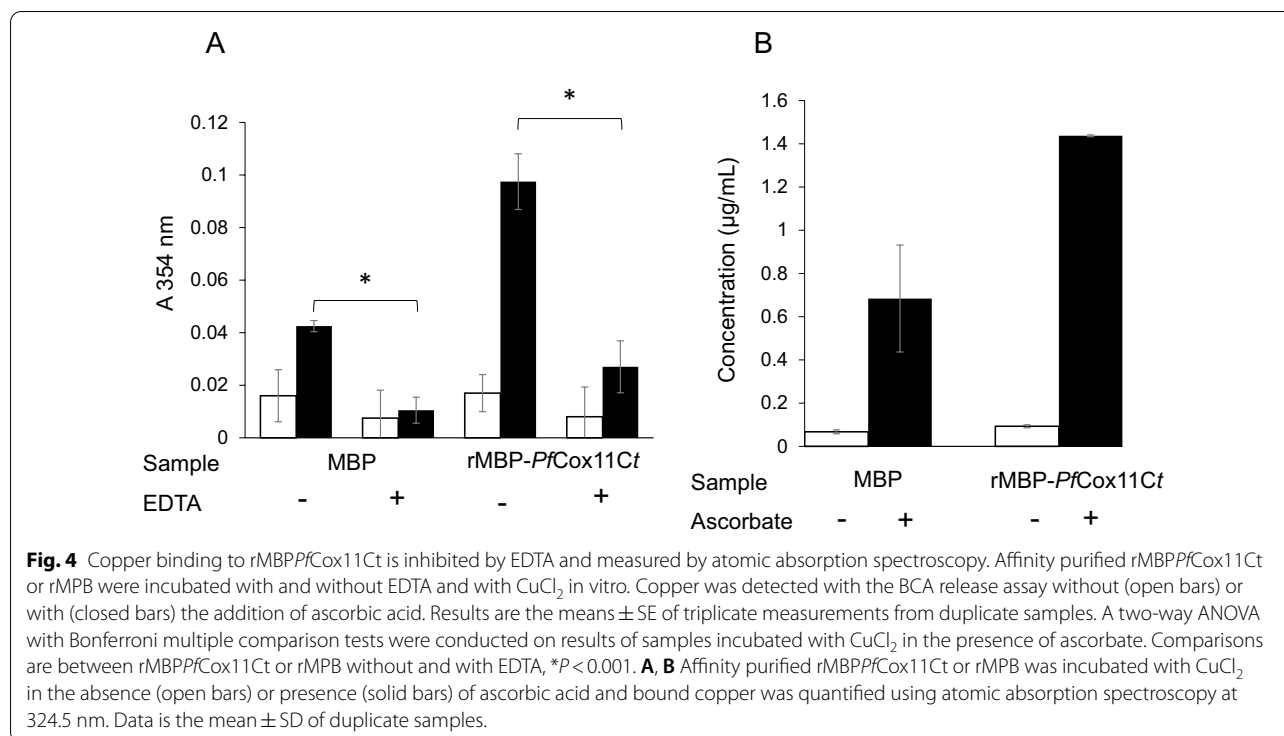 A
B
*
*
0.12
0.1
0.08
0.06
0.04
0.02
0
A 354 nm
Sample MBP rMBP-PfCox11Ct
EDTA - + - +
1.6
1.4
1.2
1
0.8
0.6
0.4
0.2
0
Concentration (µg/mL)
Sample MBP rMBP-PfCox11Ct
Ascorbate - + - +
Fig. 4 Copper binding to rMBPPfCox11Ct is inhibited by EDTA and measured by atomic absorption spectroscopy. Affinity purified rMBPPfCox11Ct
or rMPB were incubated with and without EDTA and with CuCl₂ in vitro. Copper was detected with the BCA release assay without (open bars) or
with (closed bars) the addition of ascorbic acid. Results are the means ± SE of triplicate measurements from duplicate samples. A two-way ANOVA
with Bonferroni multiple comparison tests were conducted on results of samples incubated with CuCl₂ in the presence of ascorbate. Comparisons
are between rMBPPfCox11Ct or rMPB without and with EDTA, *P < 0.001. A, B Affinity purified rMBPPfCox11Ct or rMPB was incubated with CuCl₂
in the absence (open bars) or presence (solid bars) of ascorbic acid and bound copper was quantified using atomic absorption spectroscopy at
324.5 nm. Data is the mean ± SD of duplicate samples.